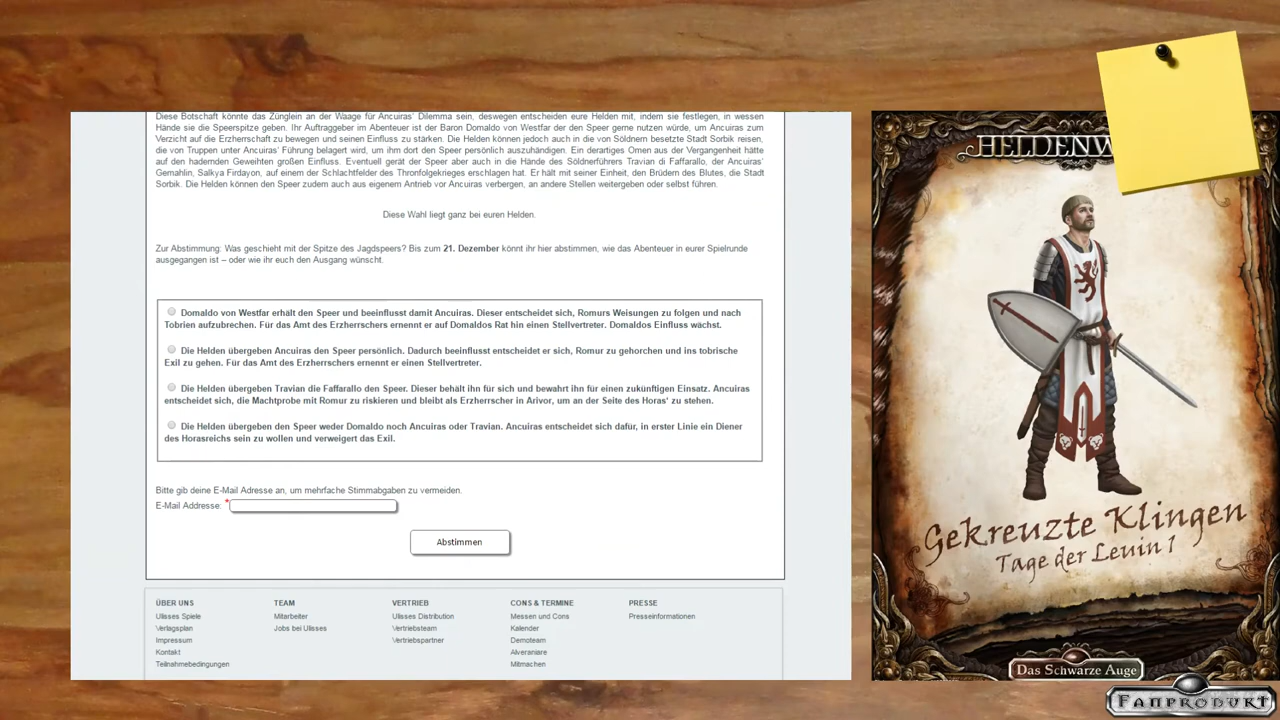 Diese Botschaft könnte das Zünglein an der Waage für Ancuiras' Dilemma sein, deswegen entscheiden eure Helden mit, indem sie festlegen, in wessen
Hände sie die Speerspitze geben. Ihr Auftraggeber im Abenteuer ist der Baron Domaldo von Westfar der den Speer gerne nutzen würde, um Ancuiras zum
Verzicht auf die Erzherrschaft zu bewegen und seinen Einfluss zu stärken. Die Helden können jedoch auch in die von Söldnern besetzte Stadt Sorbik reisen,
die von Truppen unter Ancuiras' Führung belagert wird, um ihm dort den Speer persönlich auszuhändigen. Ein derartiges Omen aus der Vergangenheit hätte
auf den hadernden Geweihten großen Einfluss. Eventuell gerät der Speer aber auch in die Hände des Söldnerführers Travian di Faffarallo, der Ancuiras'
Gemahlin, Salkya Firdayon, auf einem der Schlachtfelder des Thronfolgekrieges erschlagen hat. Er hält mit seiner Einheit, den Brüdern des Blutes, die Stadt
Sorbik. Die Helden können den Speer zudem auch aus eigenem Antrieb vor Ancuiras verbergen, an andere Stellen weitergeben oder selbst führen.
Diese Wahl liegt ganz bei euren Helden.
Zur Abstimmung: Was geschieht mit der Spitze des Jagdspeers? Bis zum 21. Dezember könnt ihr hier abstimmen, wie das Abenteuer in eurer Spielrunde
ausgegangen ist – oder wie ihr euch den Ausgang wünscht.
Domaldo von Westfar erhält den Speer und beeinflusst damit Ancuiras. Dieser entscheidet sich, Romurs Weisungen zu folgen und nach
Tobrien aufzubrechen. Für das Amt des Erzherrschers ernennt er auf Domaldos Rat hin einen Stellvertreter. Domaldos Einfluss wächst.
Die Helden übergeben Ancuiras den Speer persönlich. Dadurch beeinflusst entscheidet er sich, Romur zu gehorchen und ins tobrische
Exil zu gehen. Für das Amt des Erzherrschers ernennt er einen Stellvertreter.
Die Helden übergeben Travian die Faffarallo den Speer. Dieser behält ihn für sich und bewahrt ihn für einen zukünftigen Einsatz. Ancuiras
entscheidet sich, die Machtprobe mit Romur zu riskieren und bleibt als Erzherrscher in Arivor, um an der Seite des Horas' zu stehen.
Die Helden übergeben den Speer weder Domaldo noch Ancuiras oder Travian. Ancuiras entscheidet sich dafür, in erster Linie ein Diener
des Horasreichs sein zu wollen und verweigert das Exil.
Bitte gib deine E-Mail Adresse an, um mehrfache Stimmabgaben zu vermeiden.
E-Mail Addresse: *
Abstimmen
ÜBER UNS
Ulisses Spiele
Verlagsplan
Impressum
Kontakt
Teilnahmebedingungen
TEAM
Mitarbeiter
Jobs bei Ulisses
VERTRIEB
Ulisses Distribution
Vertriebsteam
Vertriebspartner
CONS & TERMINE
Messen und Cons
Kalender
Demoteam
Alveraniare
Mitmachen
PRESSE
Presseinformationen
HELDENW
Gekreuzte Klingen
Tage der Leuin 1
Das Schwarze Auge
FANPRODUKT